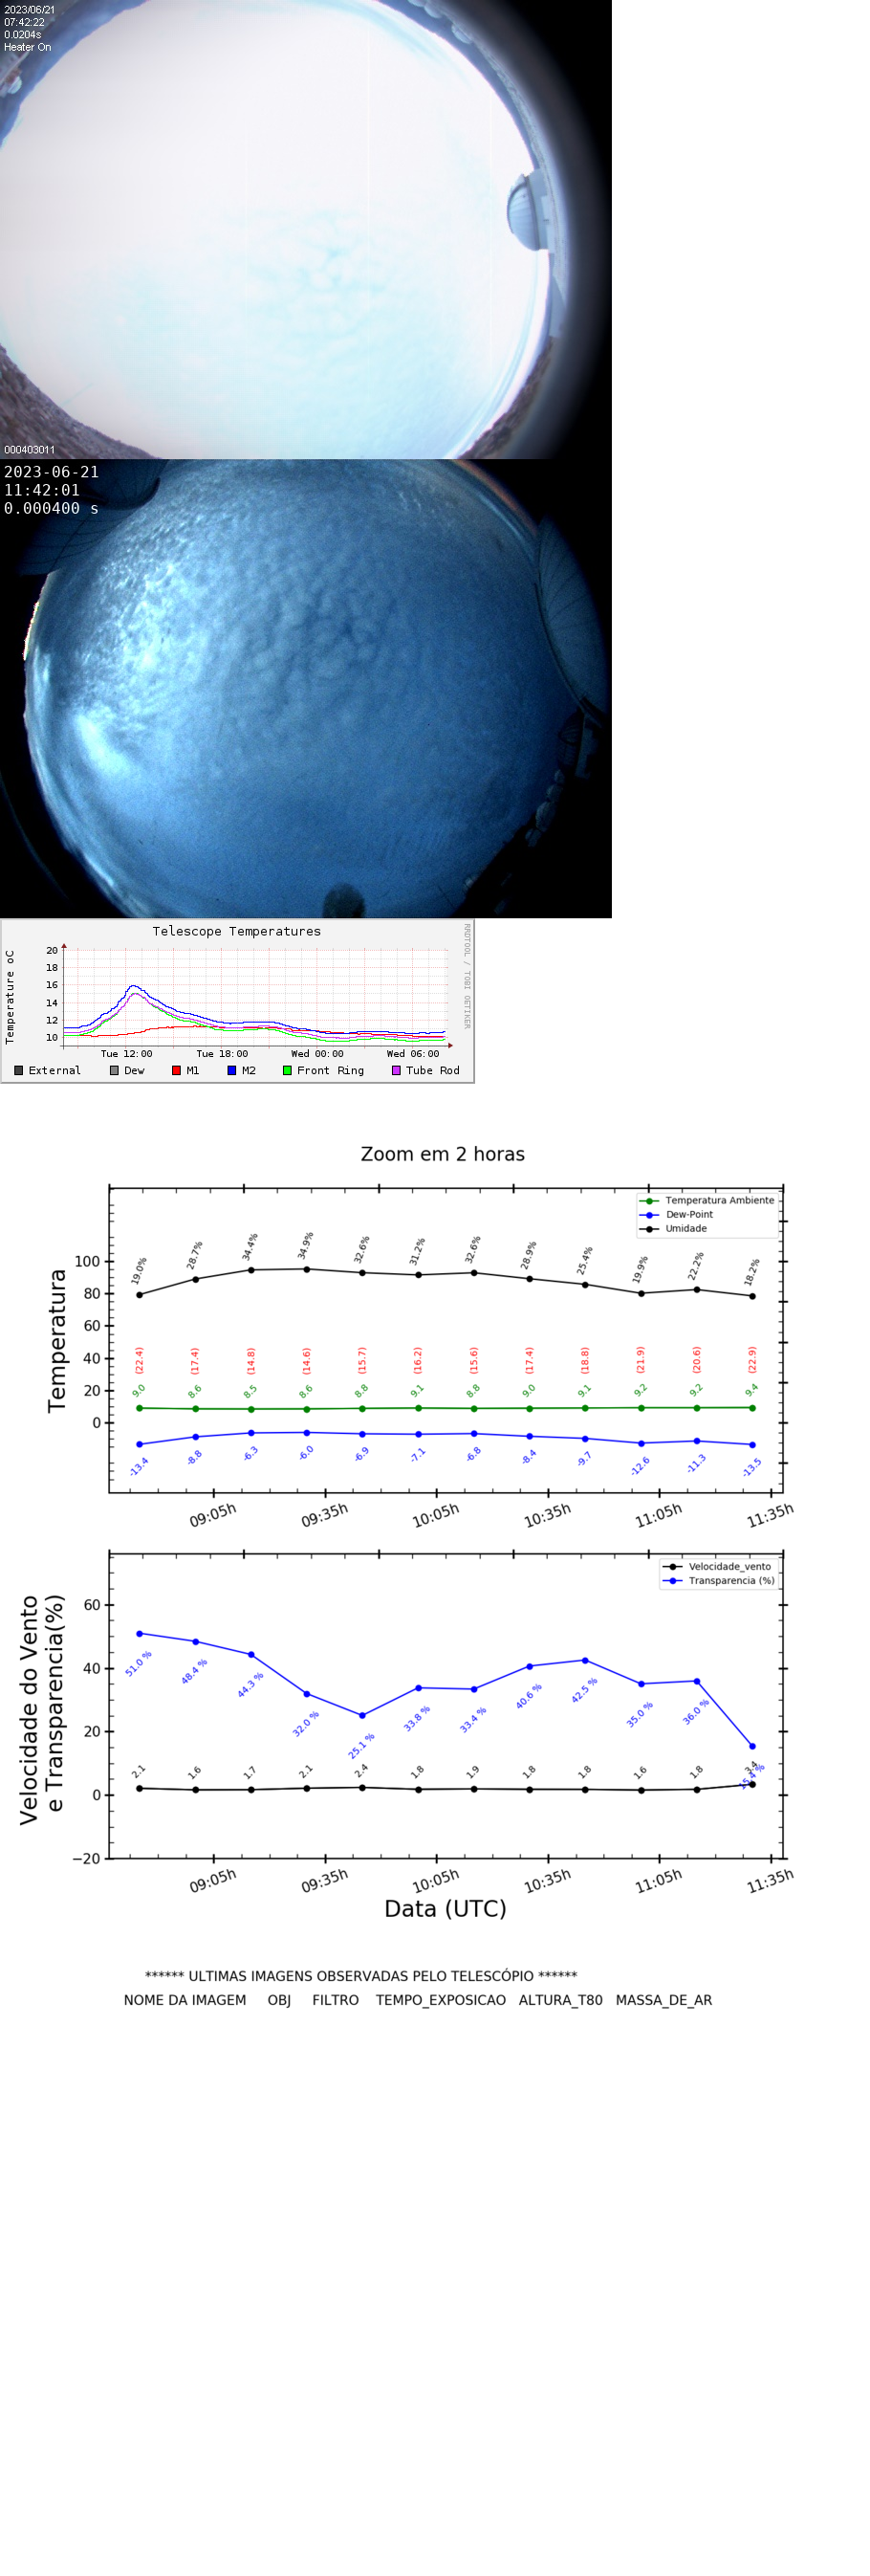 2023/06/21
07:42:22
0.0204s
Heater On
000403011
2023-06-21
11:42:01
0.000400 s
Telescope Temperatures
RRDTOOL / TOBI OETIKER
Temperature oC
20
18
16
14
12
10
Tue 12:00 Tue 18:00 Wed 00:00 Wed 06:00
External Dew M1 M2 Front Ring Tube Rod
Zoom em 2 horas
Temperatura Ambiente
Dew-Point
Umidade
Temperatura
100
80
60
40
20
0
19.0% 28.7% 34.4% 34.9% 32.6% 31.2% 32.6% 28.9% 25.4% 19.9% 22.2% 18.2%
(22.4) (17.4) (14.8) (14.6) (15.7) (16.2) (15.6) (17.4) (18.8) (21.9) (20.6) (22.9)
9.0 8.6 8.5 8.6 8.8 9.1 8.8 9.0 9.1 9.2 9.2 9.4
-13.4 -8.8 -6.3 -6.0 -6.9 -7.1 -6.8 -8.4 -9.7 -12.6 -11.3 -13.5
09:05h 09:35h 10:05h 10:35h 11:05h 11:35h
Velocidade_vento
Transparencia (%)
Velocidade do Vento
e Transparencia(%)
60
40
20
0
−20
51.0 % 48.4 % 44.3 % 32.0 % 25.1 % 33.8 % 33.4 % 40.6 % 42.5 % 35.0 % 36.0 %
2.1 1.6 1.7 2.1 2.4 1.8 1.9 1.8 1.8 1.6 1.8 3.4
09:05h 09:35h 10:05h 10:35h 11:05h 11:35h
Data (UTC)
****** ULTIMAS IMAGENS OBSERVADAS PELO TELESCÓPIO ******
NOME DA IMAGEM OBJ FILTRO TEMPO_EXPOSICAO ALTURA_T80 MASSA_DE_AR